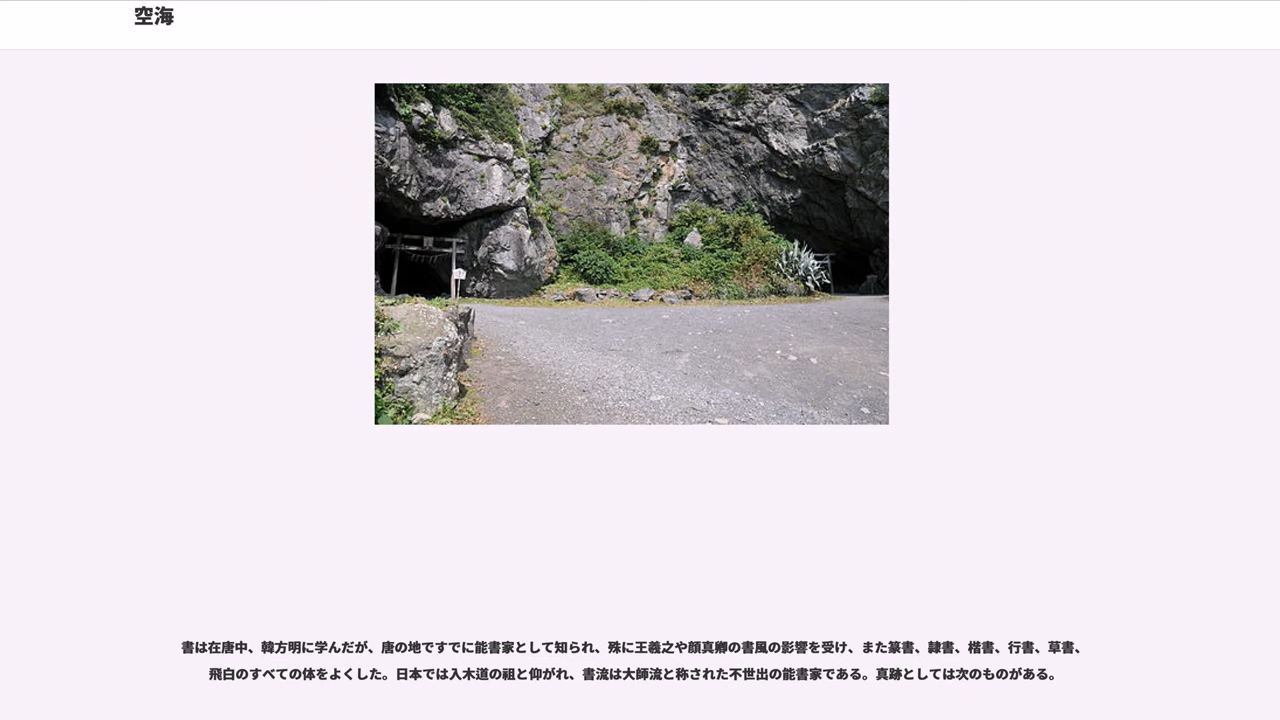 空海
書は在唐中、韓方明に学んだが、唐の地ですでに能書家として知られ、殊に王義之や顔真卿の書風の影響を受け、また篆書、隷書、楷書、行書、草書、
飛白のすべての体をよくした。日本では入木道の祖と仰がれ、書流は大師流と称された不世出の能書家である。真跡としては次のものがある。